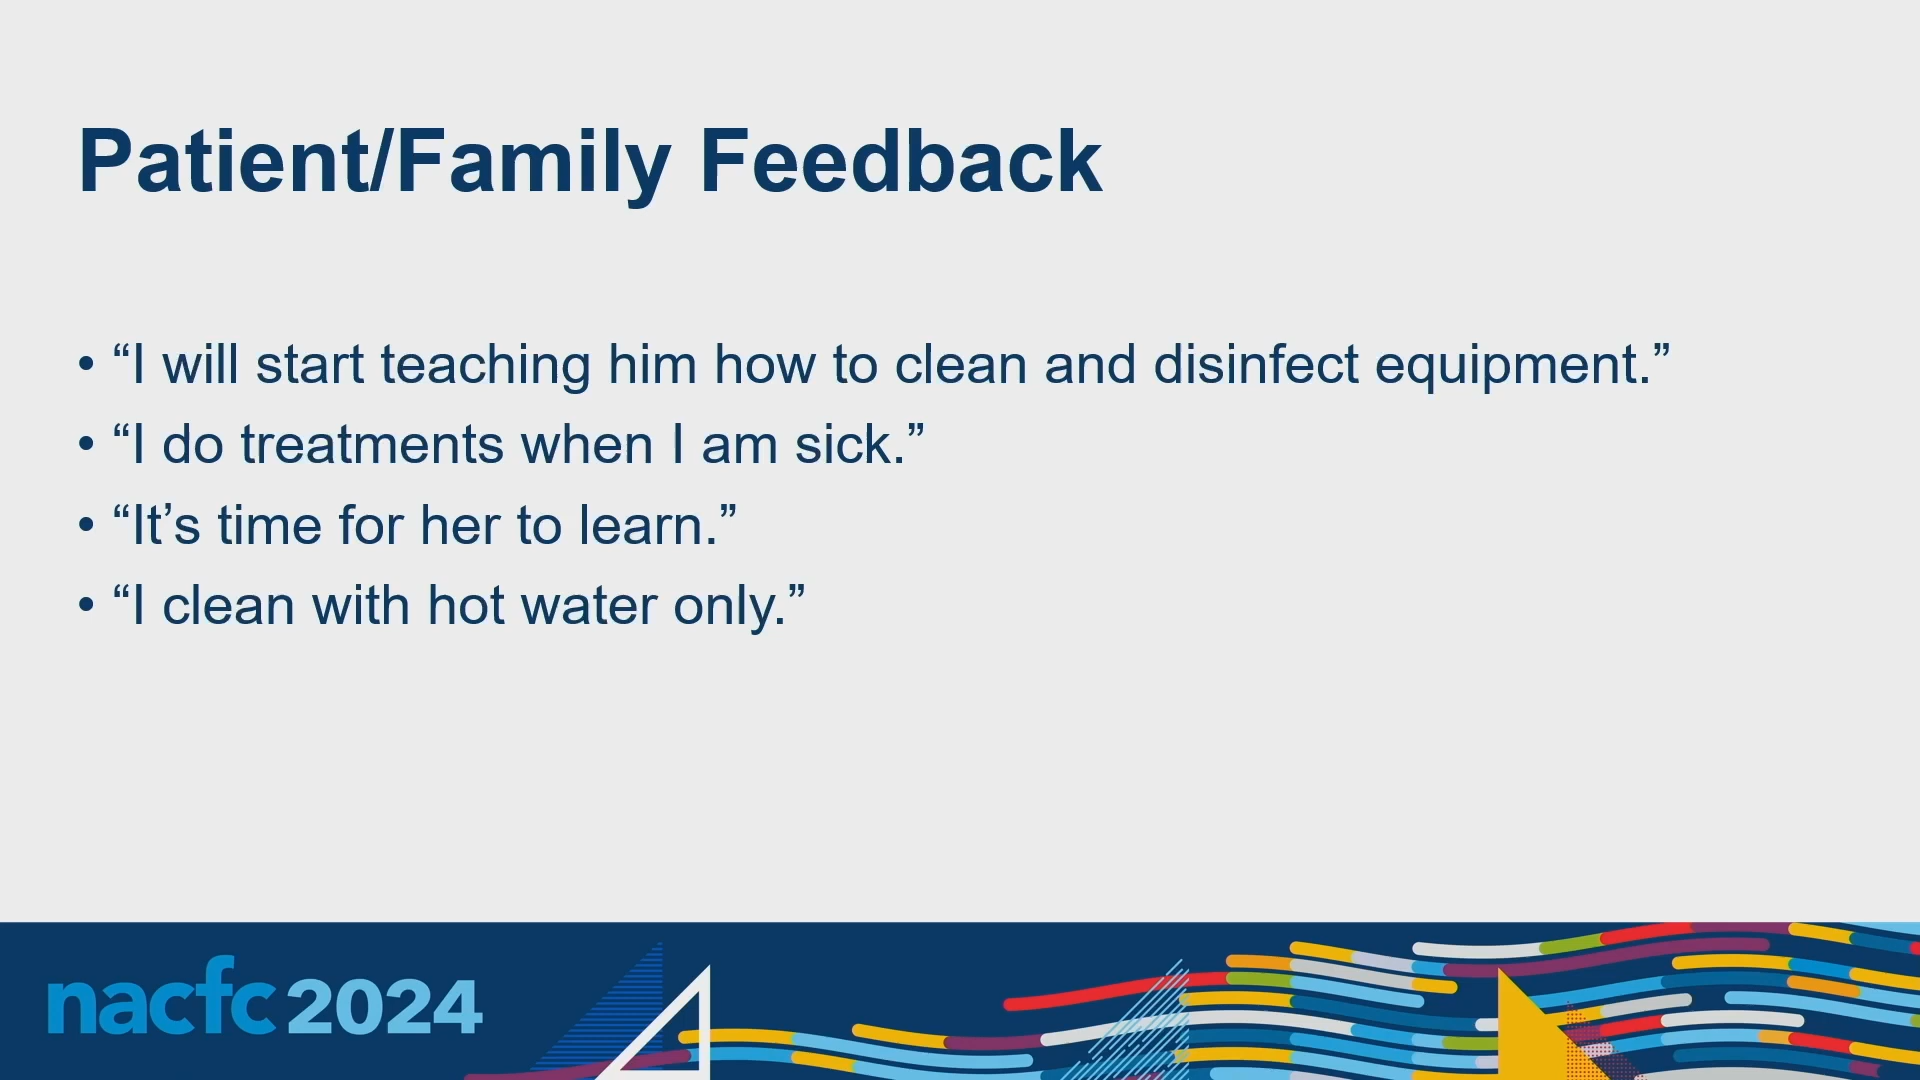 Patient/Family Feedback
• “I will start teaching him how to clean and disinfect equipment.”
• “I do treatments when I am sick.”
• “It’s time for her to learn.”
• “I clean with hot water only.”
nacfc 2024